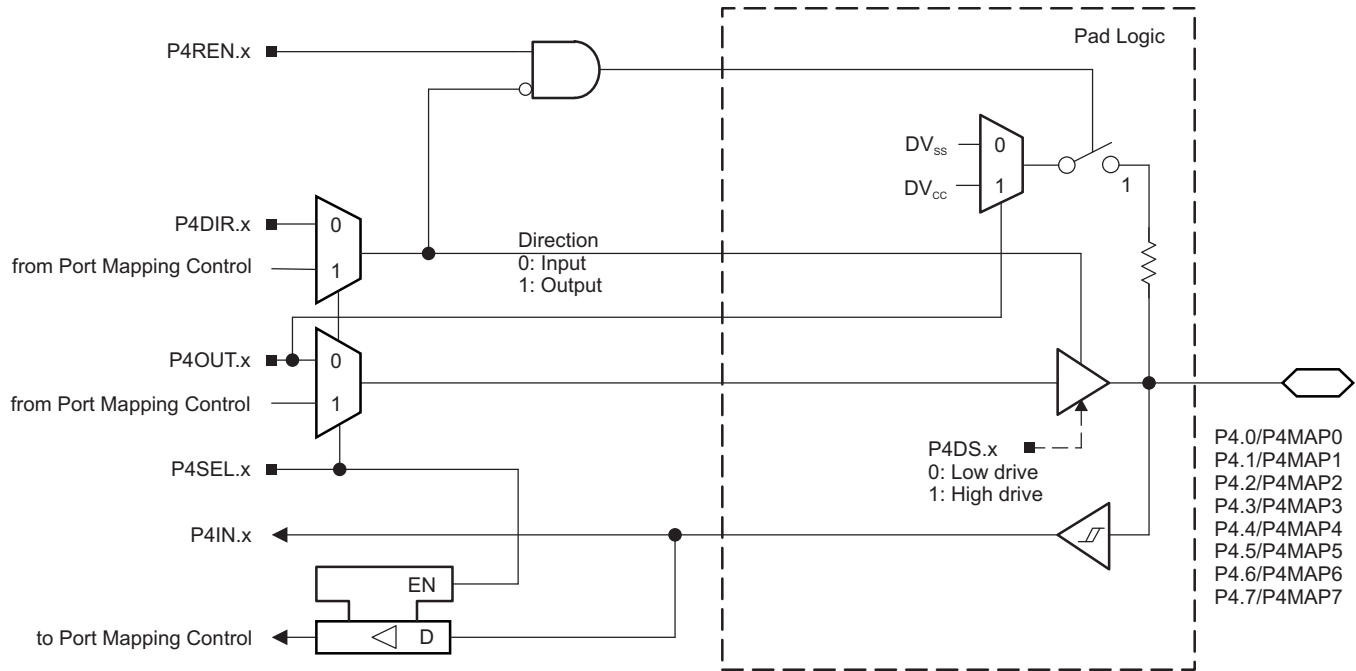 Pad Logic
P4REN.x
DVSS
0
DVCC
1
1
P4DIR.x
0
from Port Mapping Control
1
Direction
0: Input
1: Output
P4OUT.x
0
from Port Mapping Control
1
P4DS.x
0: Low drive
1: High drive
P4SEL.x
P4IN.x
EN
to Port Mapping Control
D
P4.0/P4MAP0
P4.1/P4MAP1
P4.2/P4MAP2
P4.3/P4MAP3
P4.4/P4MAP4
P4.5/P4MAP5
P4.6/P4MAP6
P4.7/P4MAP7